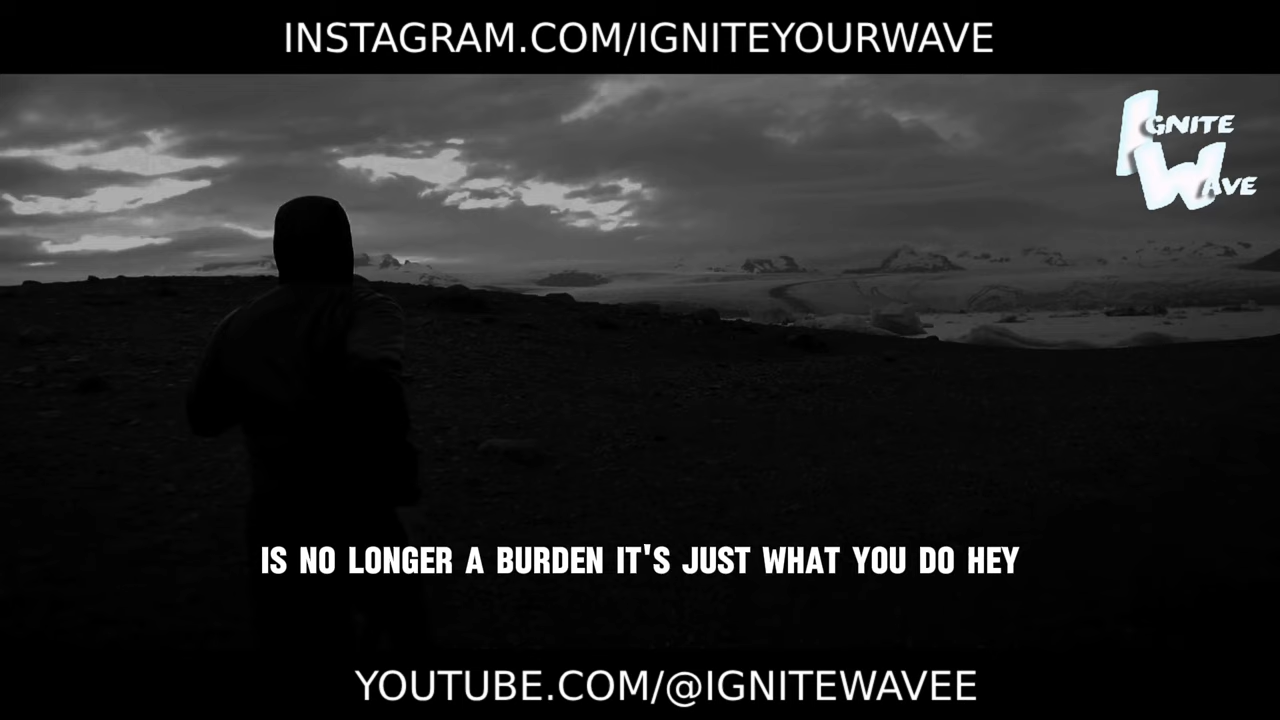 INSTAGRAM.COM/IGNITEYOURWAVE
IGNITE
WAVE
IS NO LONGER A BURDEN IT'S JUST WHAT YOU DO HEY
YOUTUBE.COM/@IGNITEWAVEE